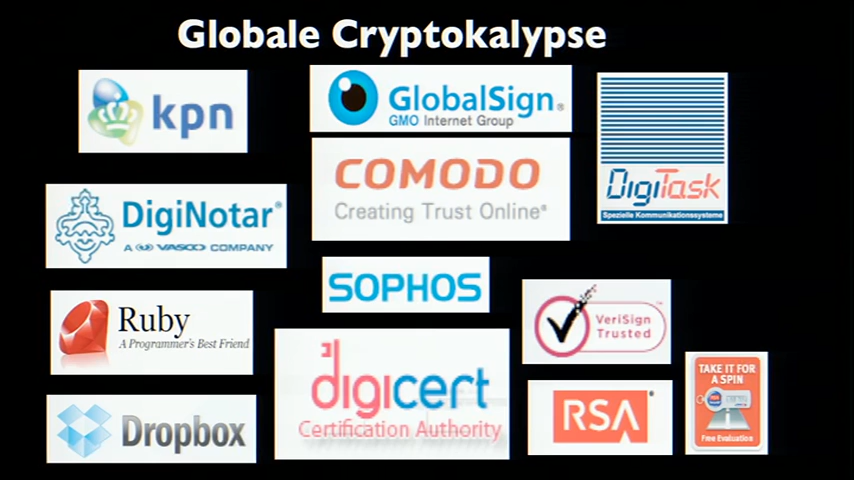 Globale Cryptokalypse
kpn
GlobalSign®
GMO Internet Group
DigiTask
Spezielle Kommunikationssysteme
COMODO
Creating Trust Online®
DigiNotar®
A VASCO COMPANY
SOPHOS
Ruby
A PROGRAMMER'S BEST FRIEND
VeriSign™
Trusted
digicert
Certification Authority
TAKE IT FOR
A SPIN
Free Evaluation
Dropbox
RSA®